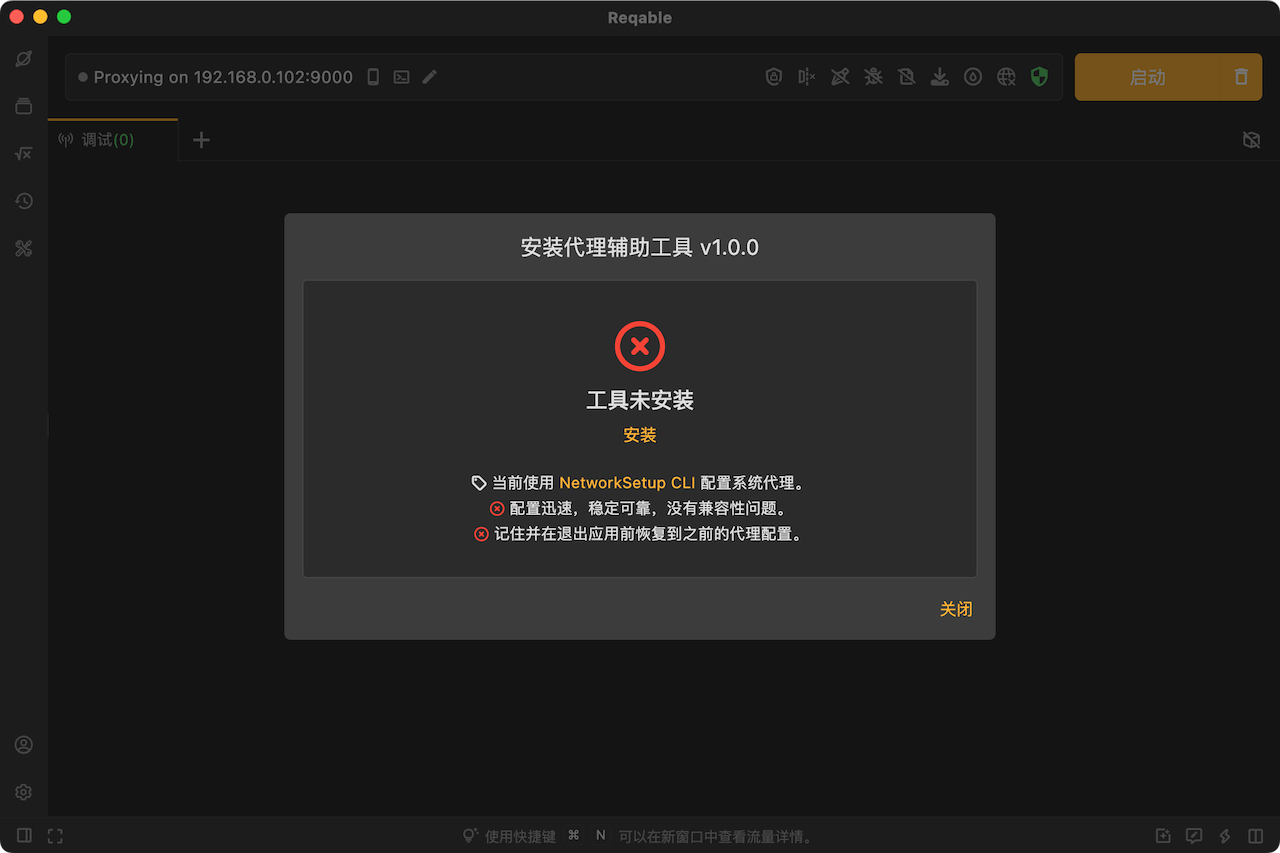 Reqable
Proxying on 192.168.0.102:9000
启动
调试(0)
安装代理辅助工具 v1.0.0
工具未安装
安装
当前使用 NetworkSetup CLI 配置系统代理。
配置迅速，稳定可靠，没有兼容性问题。
记住并在退出应用前恢复到之前的代理配置。
关闭
使用快捷键 ⌘ N 可以在新窗口中查看流量详情。